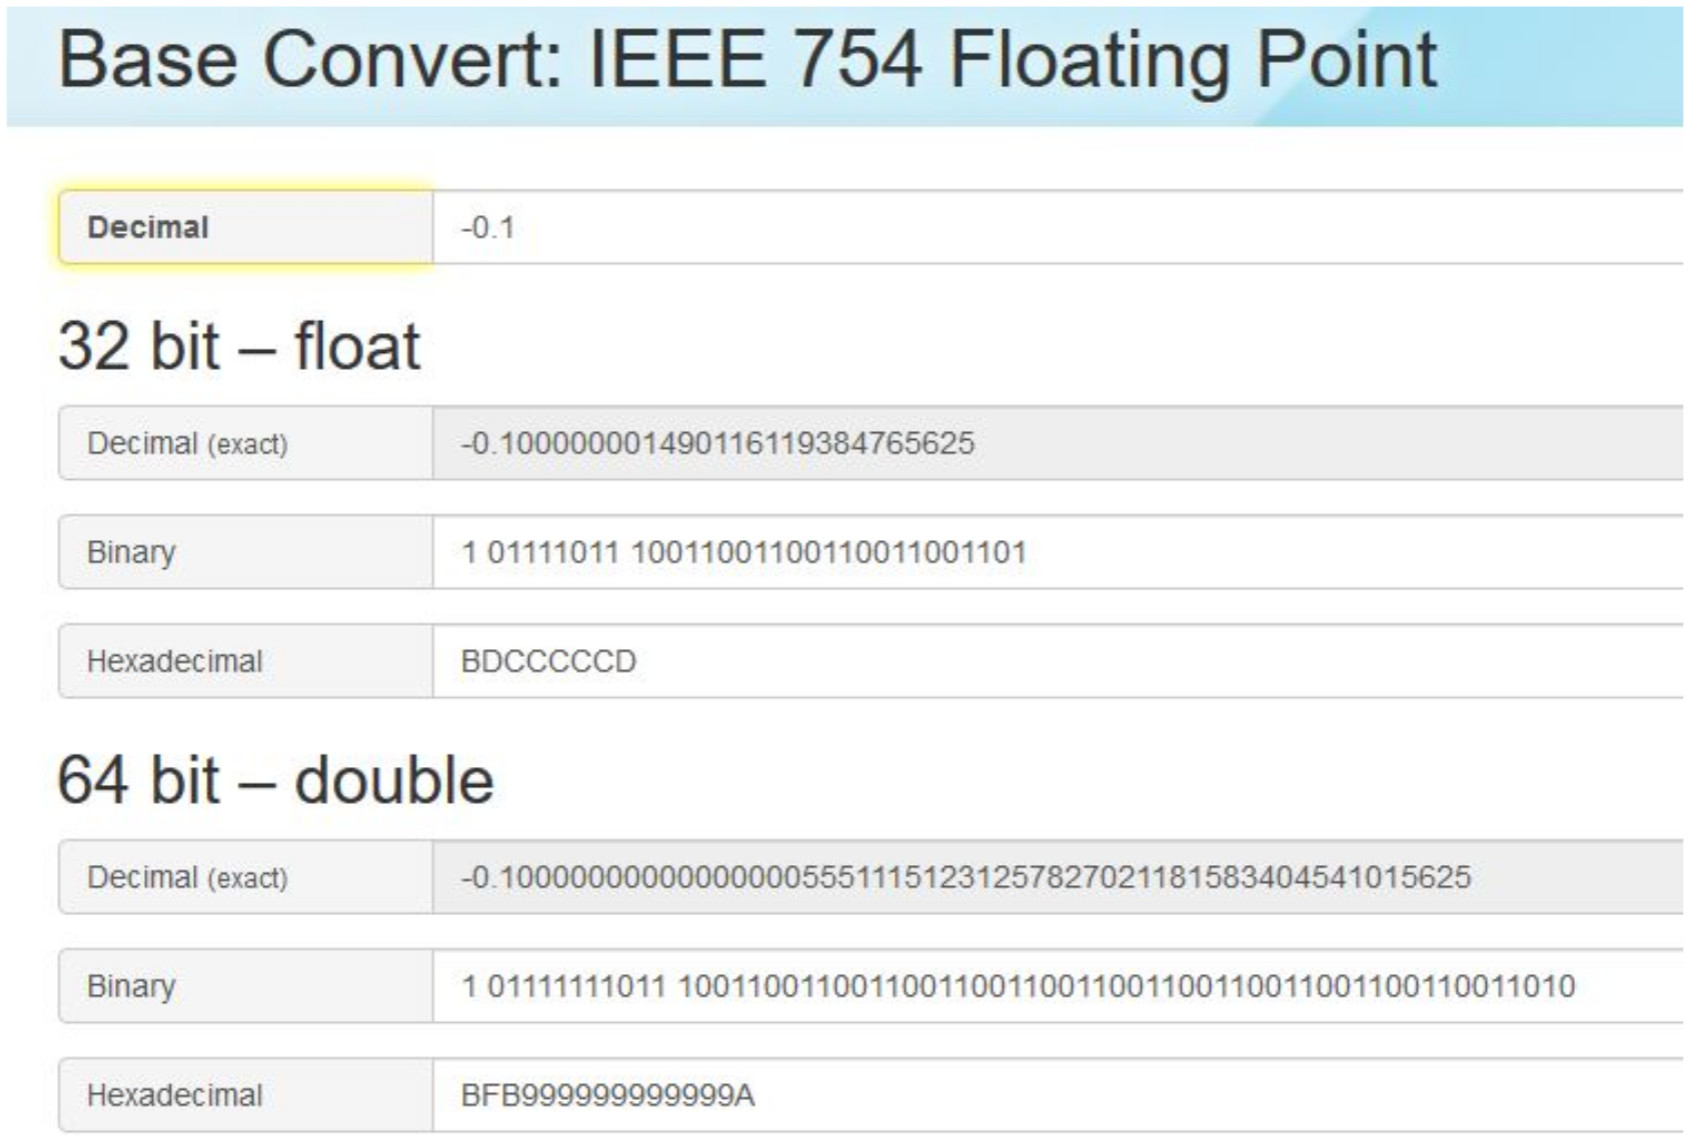 Base Convert: IEEE 754 Floating Point
Decimal -0.1
32 bit – float
Decimal (exact) -0.100000001490116119384765625
Binary 1 01111011 10011001100110011001101
Hexadecimal BDCCCCCD
64 bit – double
Decimal (exact) -0.1000000000000000055511151231257827021181583404541015625
Binary 1 01111111011 1001100110011001100110011001100110011001100110011010
Hexadecimal BFB999999999999A